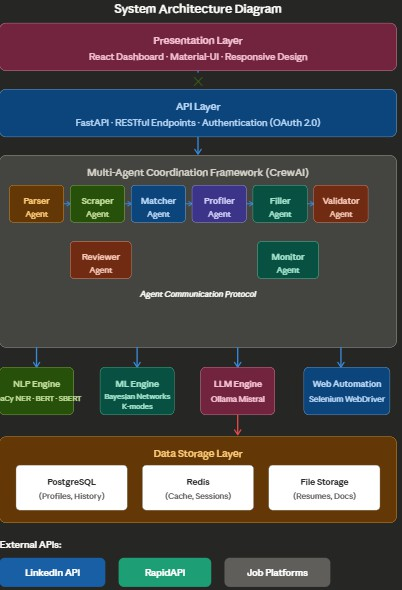 System Architecture Diagram
Presentation Layer
React Dashboard · Material-UI · Responsive Design
API Layer
FastAPI · RESTful Endpoints · Authentication (OAuth 2.0)
Multi-Agent Coordination Framework (CrewAI)
Parser
Agent
Scraper
Agent
Matcher
Agent
Profiler
Agent
Filler
Agent
Validator
Agent
Reviewer
Agent
Monitor
Agent
Agent Communication Protocol
NLP Engine
aCy NER · BERT · SBERT
ML Engine
Bayesian Networks
K-modes
LLM Engine
Ollama Mistral
Web Automation
Selenium WebDriver
Data Storage Layer
PostgreSQL
(Profiles, History)
Redis
(Cache, Sessions)
File Storage
(Resumes, Docs)
External APIs:
LinkedIn API
RapidAPI
Job Platforms